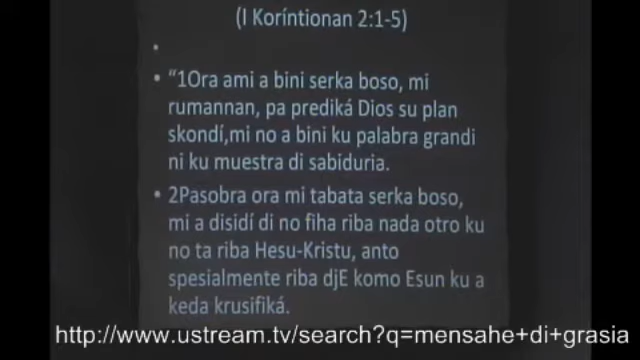 (I Koríntionan 2:1-5)
“1Ora ami a bini serka boso, mi
rumannan, pa prediká Dios su plan
skondí,mi no a bini ku palabra grandi
ni ku muestra di sabiduria.
2Pasobra ora mi tabata serka boso,
mi a disidí di no fiha riba nada otro ku
no ta riba Hesu-Kristu, anto
spesialmente riba djE komo Esun ku a
keda krusifiká.
http://www.ustream.tv/search?q=mensahe+di+grasia